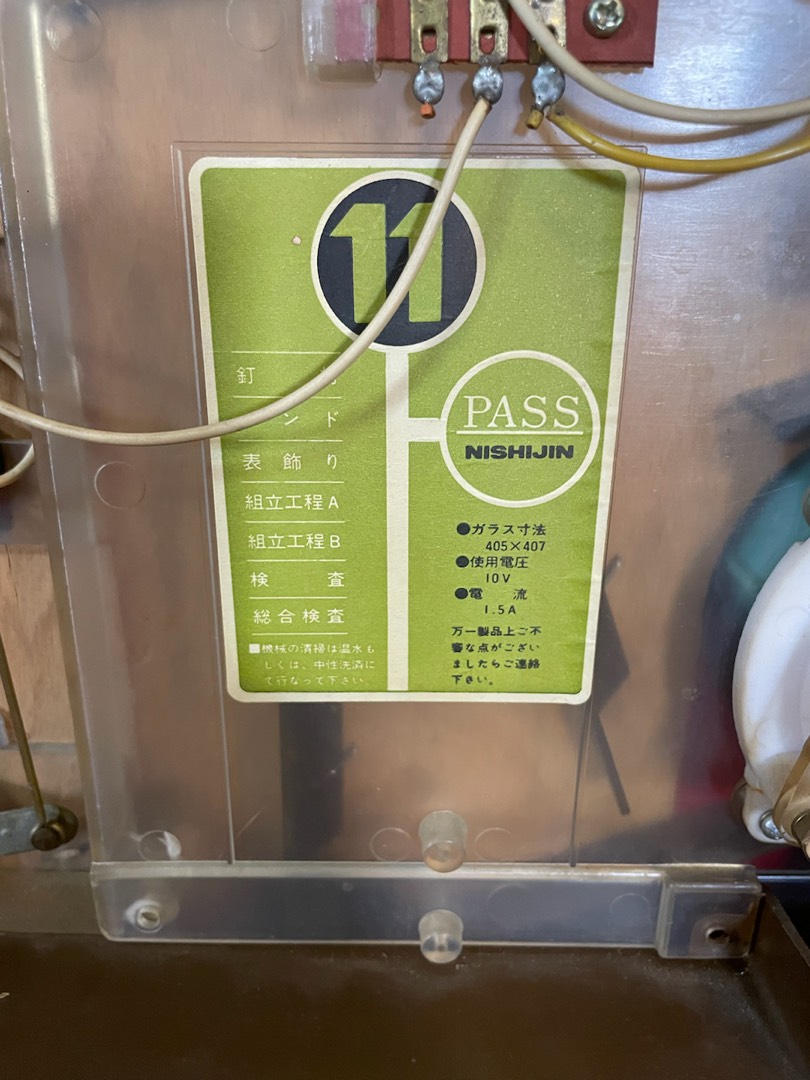 11
釘
ンド
表飾り
組立工程A
組立工程B
検査
総合検査
■機械の清掃は温水も
しくは、中性洗済に
て行なって下さい。
PASS
NISHIJIN
●ガラス寸法
405×407
●使用電圧
10V
●電流
1.5A
万一製品上ご不
審な点がござい
ましたらご連絡
下さい。